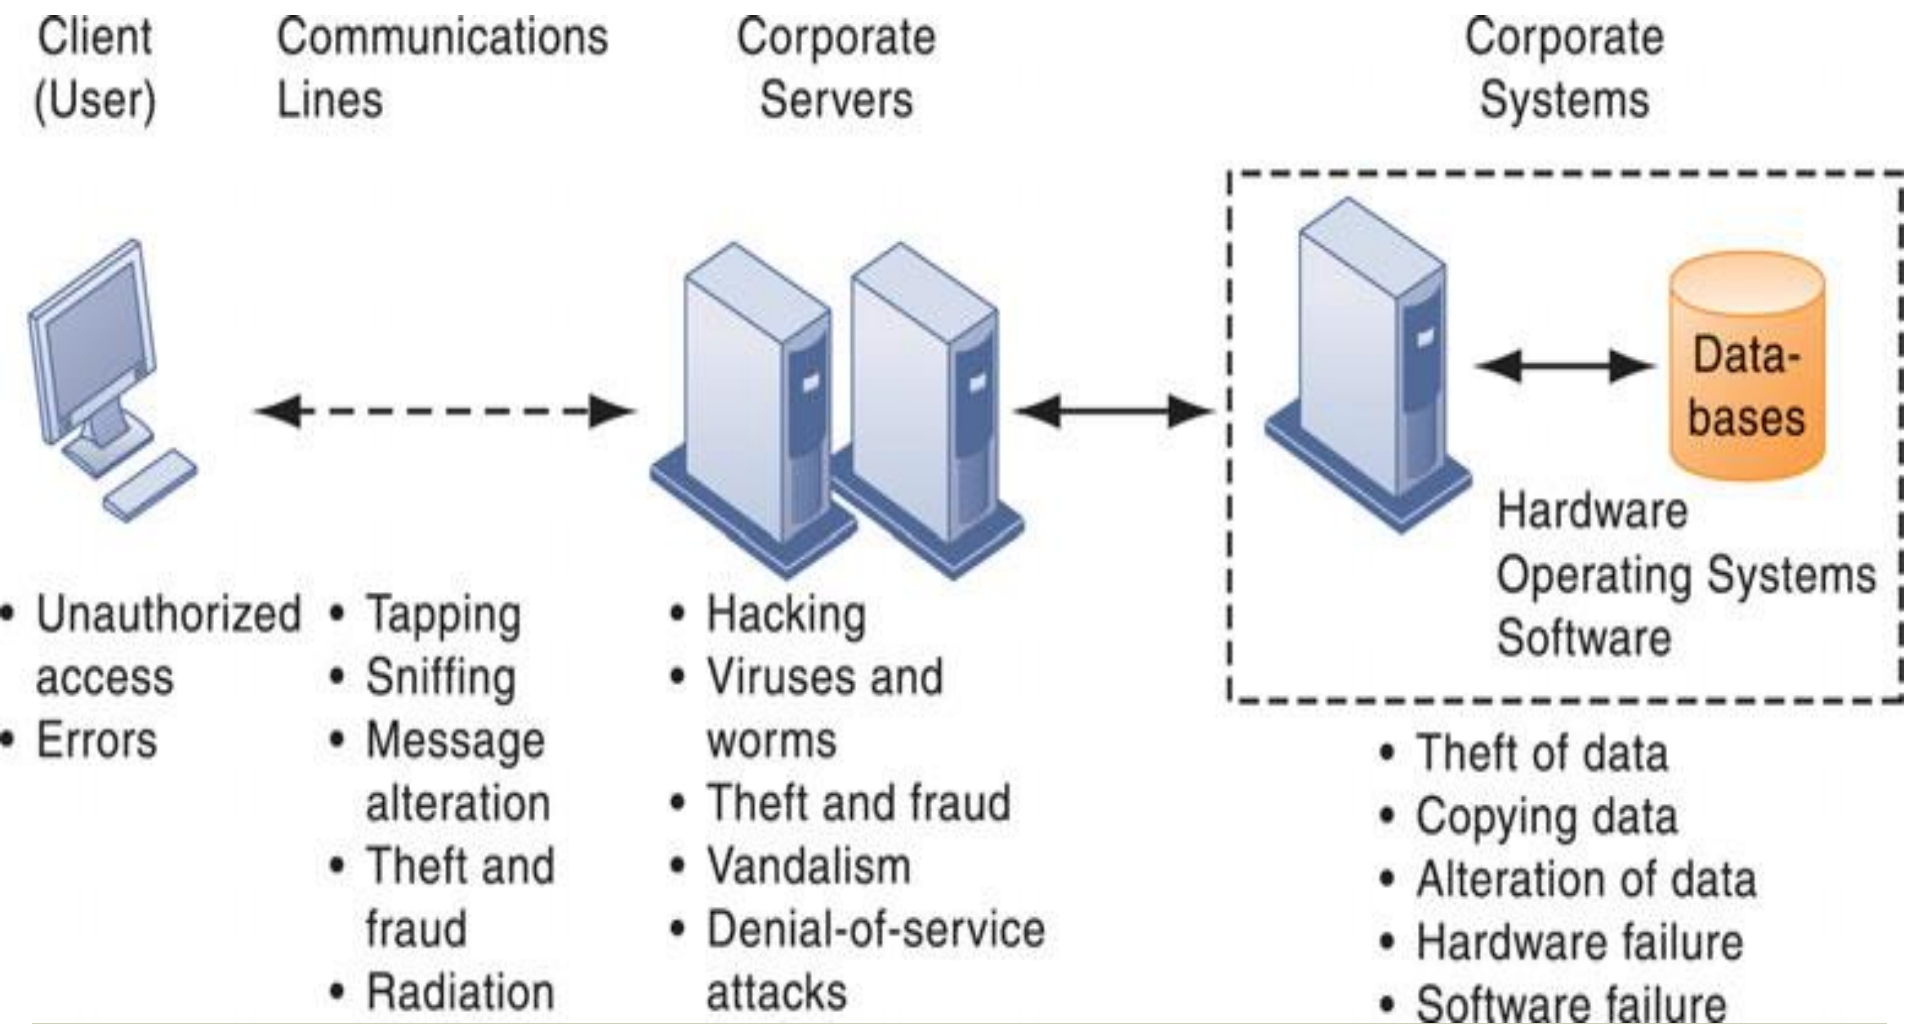 Client
(User)
Communications
Lines
Corporate
Servers
Corporate
Systems
Data-
bases
Hardware
Operating Systems
Software
• Unauthorized
access
• Errors
• Tapping
• Sniffing
• Message
alteration
• Theft and
fraud
• Radiation
• Hacking
• Viruses and
worms
• Theft and fraud
• Vandalism
• Denial-of-service
attacks
• Theft of data
• Copying data
• Alteration of data
• Hardware failure
• Software failure